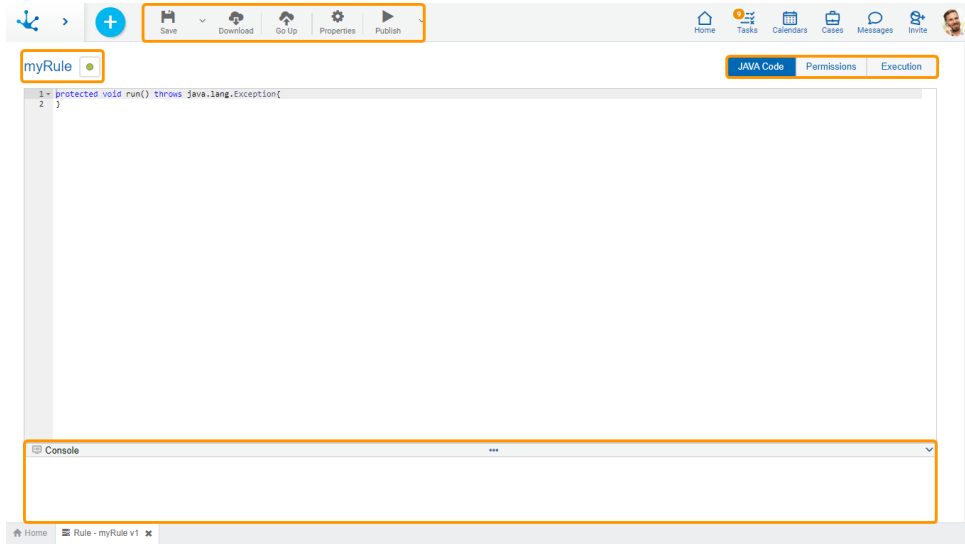 Save Download Go Up Properties Publish
Home 9 Tasks Calendars Cases Messages Invite
myRule
JAVA Code Permissions Execution
1 protected void run() throws java.lang.Exception{
2 }
Console
Home Rule - myRule v1